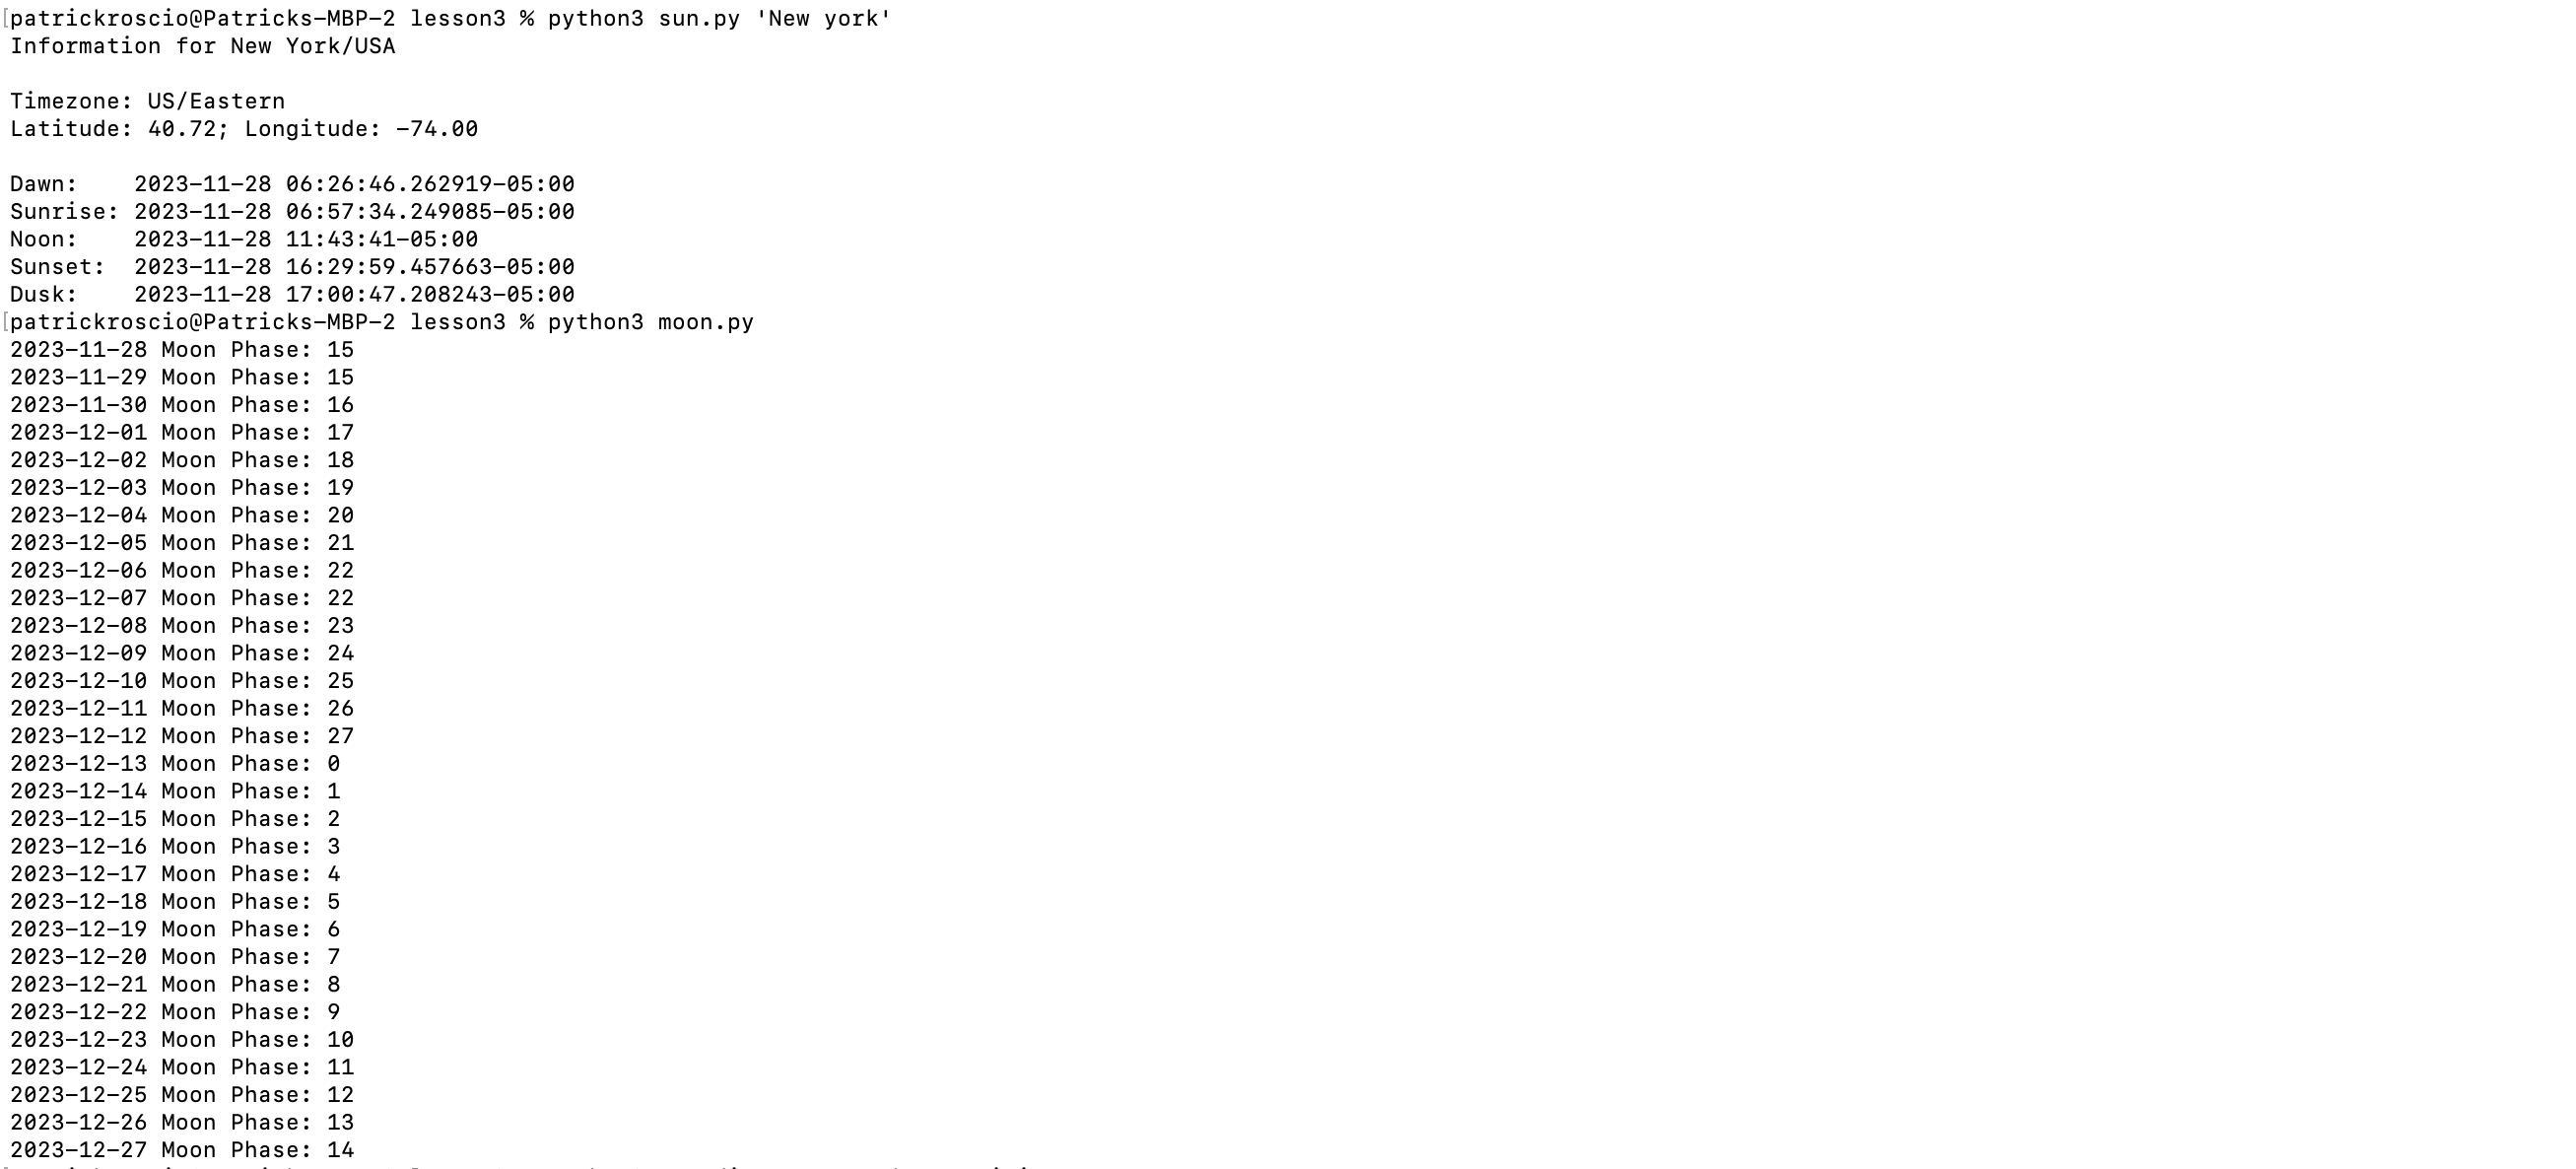 patrickroscio@Patricks-MBP-2 lesson3 % python3 sun.py 'New york'
Information for New York/USA
Timezone: US/Eastern
Latitude: 40.72; Longitude: -74.00
Dawn:    2023-11-28 06:26:46.262919-05:00
Sunrise: 2023-11-28 06:57:34.249085-05:00
Noon:    2023-11-28 11:43:41-05:00
Sunset:  2023-11-28 16:29:59.457663-05:00
Dusk:    2023-11-28 17:00:47.208243-05:00
patrickroscio@Patricks-MBP-2 lesson3 % python3 moon.py
2023-11-28 Moon Phase: 15
2023-11-29 Moon Phase: 15
2023-11-30 Moon Phase: 16
2023-12-01 Moon Phase: 17
2023-12-02 Moon Phase: 18
2023-12-03 Moon Phase: 19
2023-12-04 Moon Phase: 20
2023-12-05 Moon Phase: 21
2023-12-06 Moon Phase: 22
2023-12-07 Moon Phase: 22
2023-12-08 Moon Phase: 23
2023-12-09 Moon Phase: 24
2023-12-10 Moon Phase: 25
2023-12-11 Moon Phase: 26
2023-12-12 Moon Phase: 27
2023-12-13 Moon Phase: 0
2023-12-14 Moon Phase: 1
2023-12-15 Moon Phase: 2
2023-12-16 Moon Phase: 3
2023-12-17 Moon Phase: 4
2023-12-18 Moon Phase: 5
2023-12-19 Moon Phase: 6
2023-12-20 Moon Phase: 7
2023-12-21 Moon Phase: 8
2023-12-22 Moon Phase: 9
2023-12-23 Moon Phase: 10
2023-12-24 Moon Phase: 11
2023-12-25 Moon Phase: 12
2023-12-26 Moon Phase: 13
2023-12-27 Moon Phase: 14